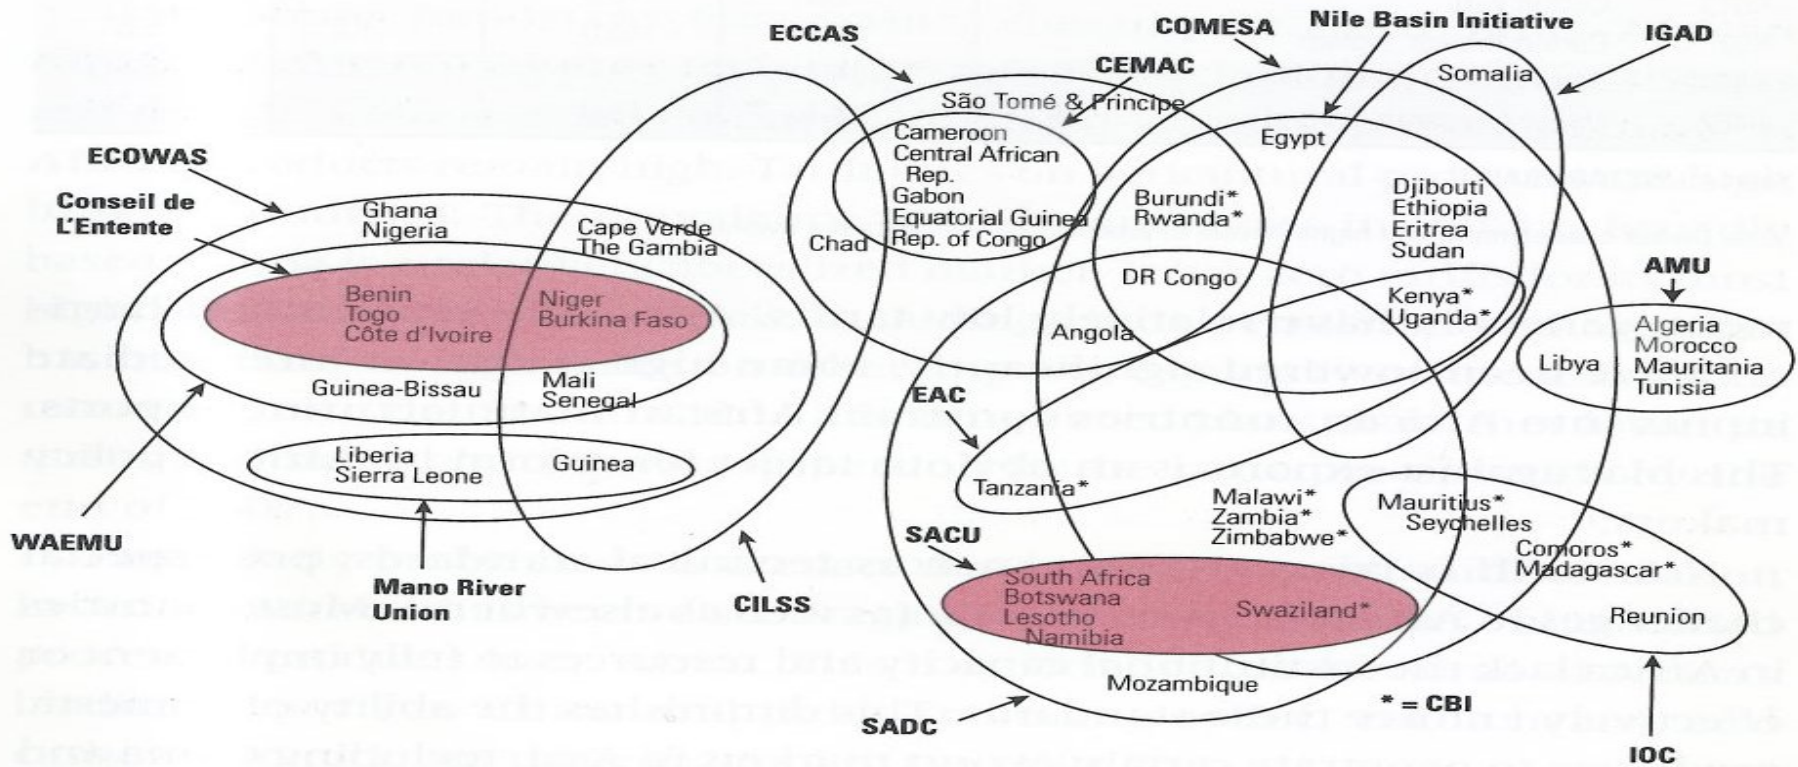 ECCAS
COMESA
Nile Basin Initiative
IGAD
CEMAC
Somalia
São Tomé & Principe
Cameroon
Central African
Rep.
Gabon
Equatorial Guinea
Rep. of Congo
Chad
Egypt
Burundi*
Rwanda*
Djibouti
Ethiopia
Eritrea
Sudan
DR Congo
Kenya*
Uganda*
Angola
ECOWAS
Conseil de
L'Entente
Ghana
Nigeria
Cape Verde
The Gambia
Benin
Togo
Côte d'Ivoire
Niger
Burkina Faso
Guinea-Bissau
Mali
Senegal
Liberia
Sierra Leone
Guinea
WAEMU
Mano River
Union
CILSS
AMU
Algeria
Morocco
Libya
Mauritania
Tunisia
EAC
Tanzania*
Malawi*
Zambia*
Zimbabwe*
Mauritius*
Seychelles
Comoros*
Madagascar*
Reunion
SACU
South Africa
Botswana
Lesotho
Namibia
Swaziland*
Mozambique
* = CBI
SADC
IOC